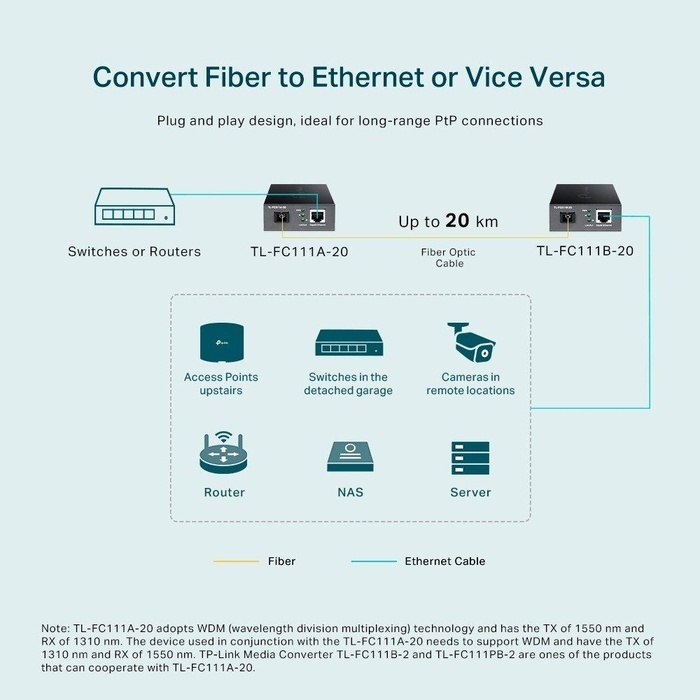 Convert Fiber to Ethernet or Vice Versa
Plug and play design, ideal for long-range PtP connections
Up to 20 km
Switches or Routers
TL-FC111A-20
Fiber Optic
Cable
TL-FC111B-20
Access Points
upstairs
Switches in the
detached garage
Cameras in
remote locations
Router
NAS
Server
Fiber
Ethernet Cable
Note: TL-FC111A-20 adopts WDM (wavelength division multiplexing) technology and has the TX of 1550 nm and
RX of 1310 nm. The device used in conjunction with the TL-FC111A-20 needs to support WDM and have the TX of
1310 nm and RX of 1550 nm. TP-Link Media Converter TL-FC111B-2 and TL-FC111PB-2 are ones of the products
that can cooperate with TL-FC111A-20.